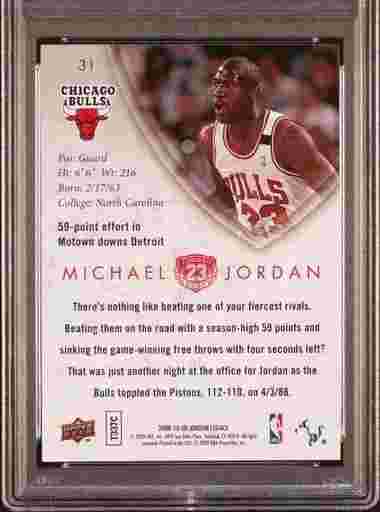 31
CHICAGO
BULLS
Pos: Guard
Ht: 6'6" Wt: 216
Born: 2/17/63
College: North Carolina
BULLS
23
59-point effort in
Motown downs Detroit
MICHAEL 23 JORDAN
There's nothing like beating one of your fiercest rivals.
Beating them on the road with a season-high 59 points and
sinking the game-winning free throws with four seconds left?
That was just another night at the office for Jordan as the
Bulls toppled the Pistons, 112-110, on 4/3/88.
UPPER DECK
NBA